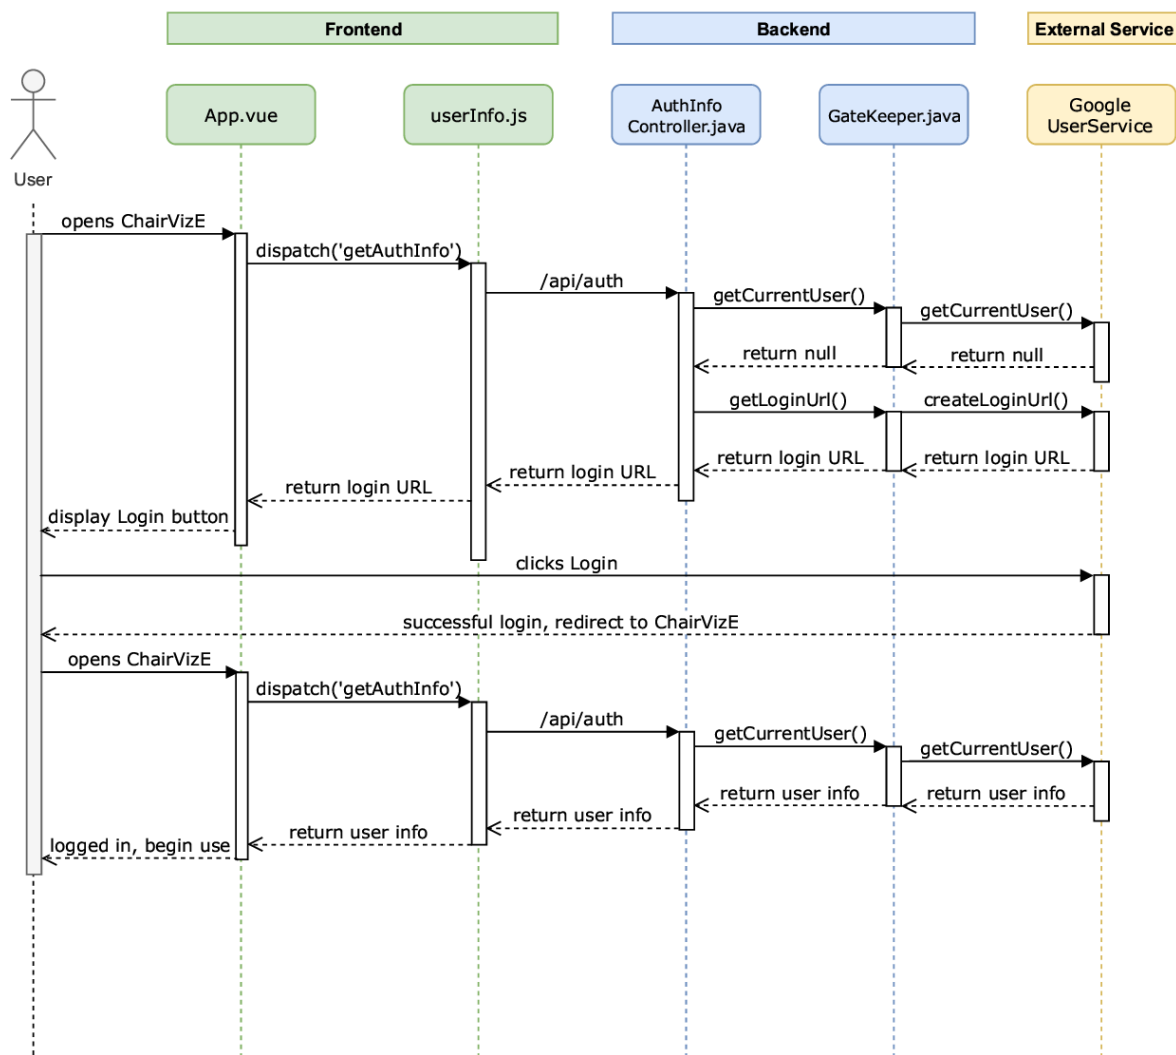 Frontend
Backend
External Service
App.vue
userInfo.js
AuthInfo
Controller.java
GateKeeper.java
Google
UserService
User
opens ChairVizE
dispatch('getAuthInfo')
/api/auth
getCurrentUser()
getCurrentUser()
return null
return null
getLoginUrl()
createLoginUrl()
return login URL
return login URL
return login URL
return login URL
display Login button
clicks Login
successful login, redirect to ChairVizE
opens ChairVizE
dispatch('getAuthInfo')
/api/auth
getCurrentUser()
getCurrentUser()
return user info
return user info
return user info
return user info
logged in, begin use